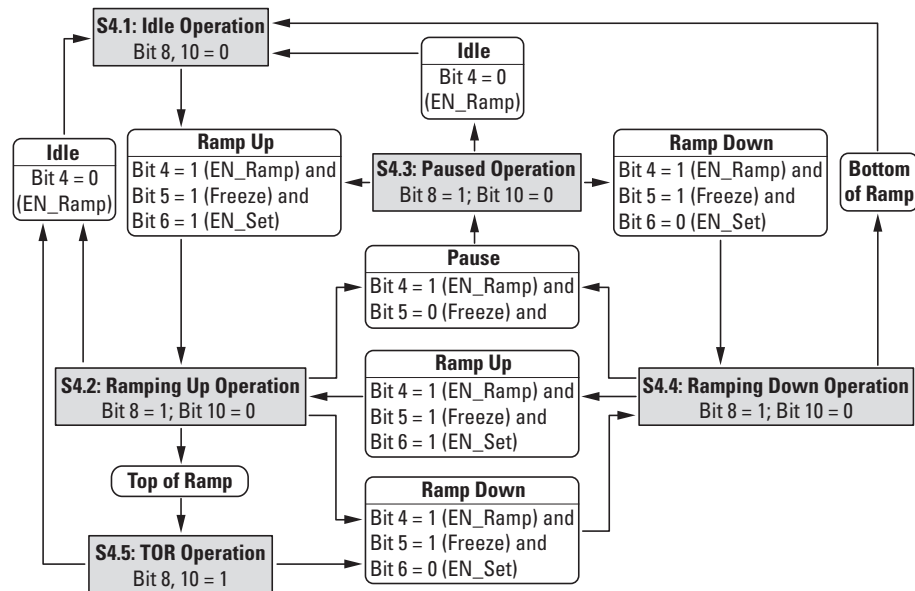 S4.1: Idle Operation
Bit 8, 10 = 0
Idle
Bit 4 = 0
(EN_Ramp)
Idle
Bit 4 = 0
(EN_Ramp)
Ramp Up
Bit 4 = 1 (EN_Ramp) and
Bit 5 = 1 (Freeze) and
Bit 6 = 1 (EN_Set)
S4.3: Paused Operation
Bit 8 = 1; Bit 10 = 0
Ramp Down
Bit 4 = 1 (EN_Ramp) and
Bit 5 = 1 (Freeze) and
Bit 6 = 0 (EN_Set)
Bottom
of Ramp
Pause
Bit 4 = 1 (EN_Ramp) and
Bit 5 = 0 (Freeze) and
S4.2: Ramping Up Operation
Bit 8 = 1; Bit 10 = 0
Ramp Up
Bit 4 = 1 (EN_Ramp) and
Bit 5 = 1 (Freeze) and
Bit 6 = 1 (EN_Set)
S4.4: Ramping Down Operation
Bit 8 = 1; Bit 10 = 0
Top of Ramp
Ramp Down
Bit 4 = 1 (EN_Ramp) and
Bit 5 = 1 (Freeze) and
Bit 6 = 0 (EN_Set)
S4.5: TOR Operation
Bit 8, 10 = 1